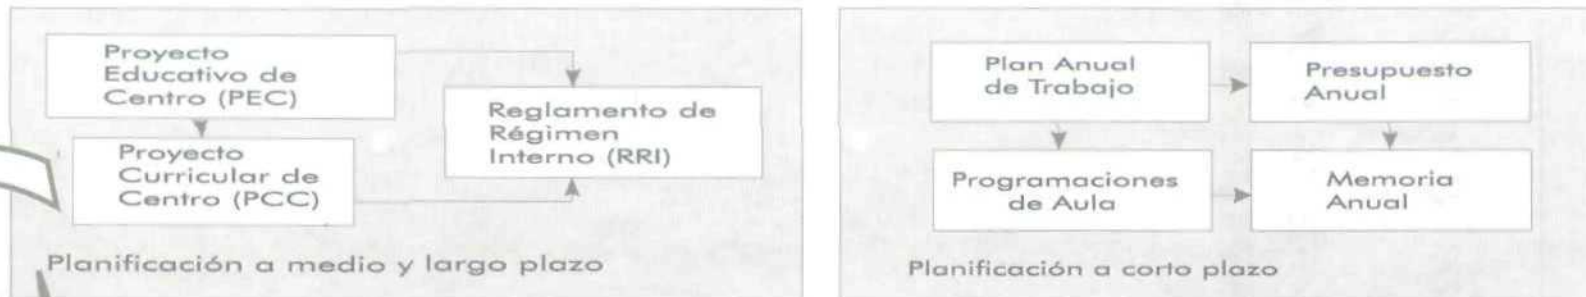 Proyecto
Educativo de
Centro (PEC)
Proyecto
Curricular de
Centro (PCC)
Reglamento de
Régimen
Interno (RRI)
Planificación a medio y largo plazo
Plan Anual
de Trabajo
Presupuesto
Anual
Programaciones
de Aula
Memoria
Anual
Planificación a corto plazo